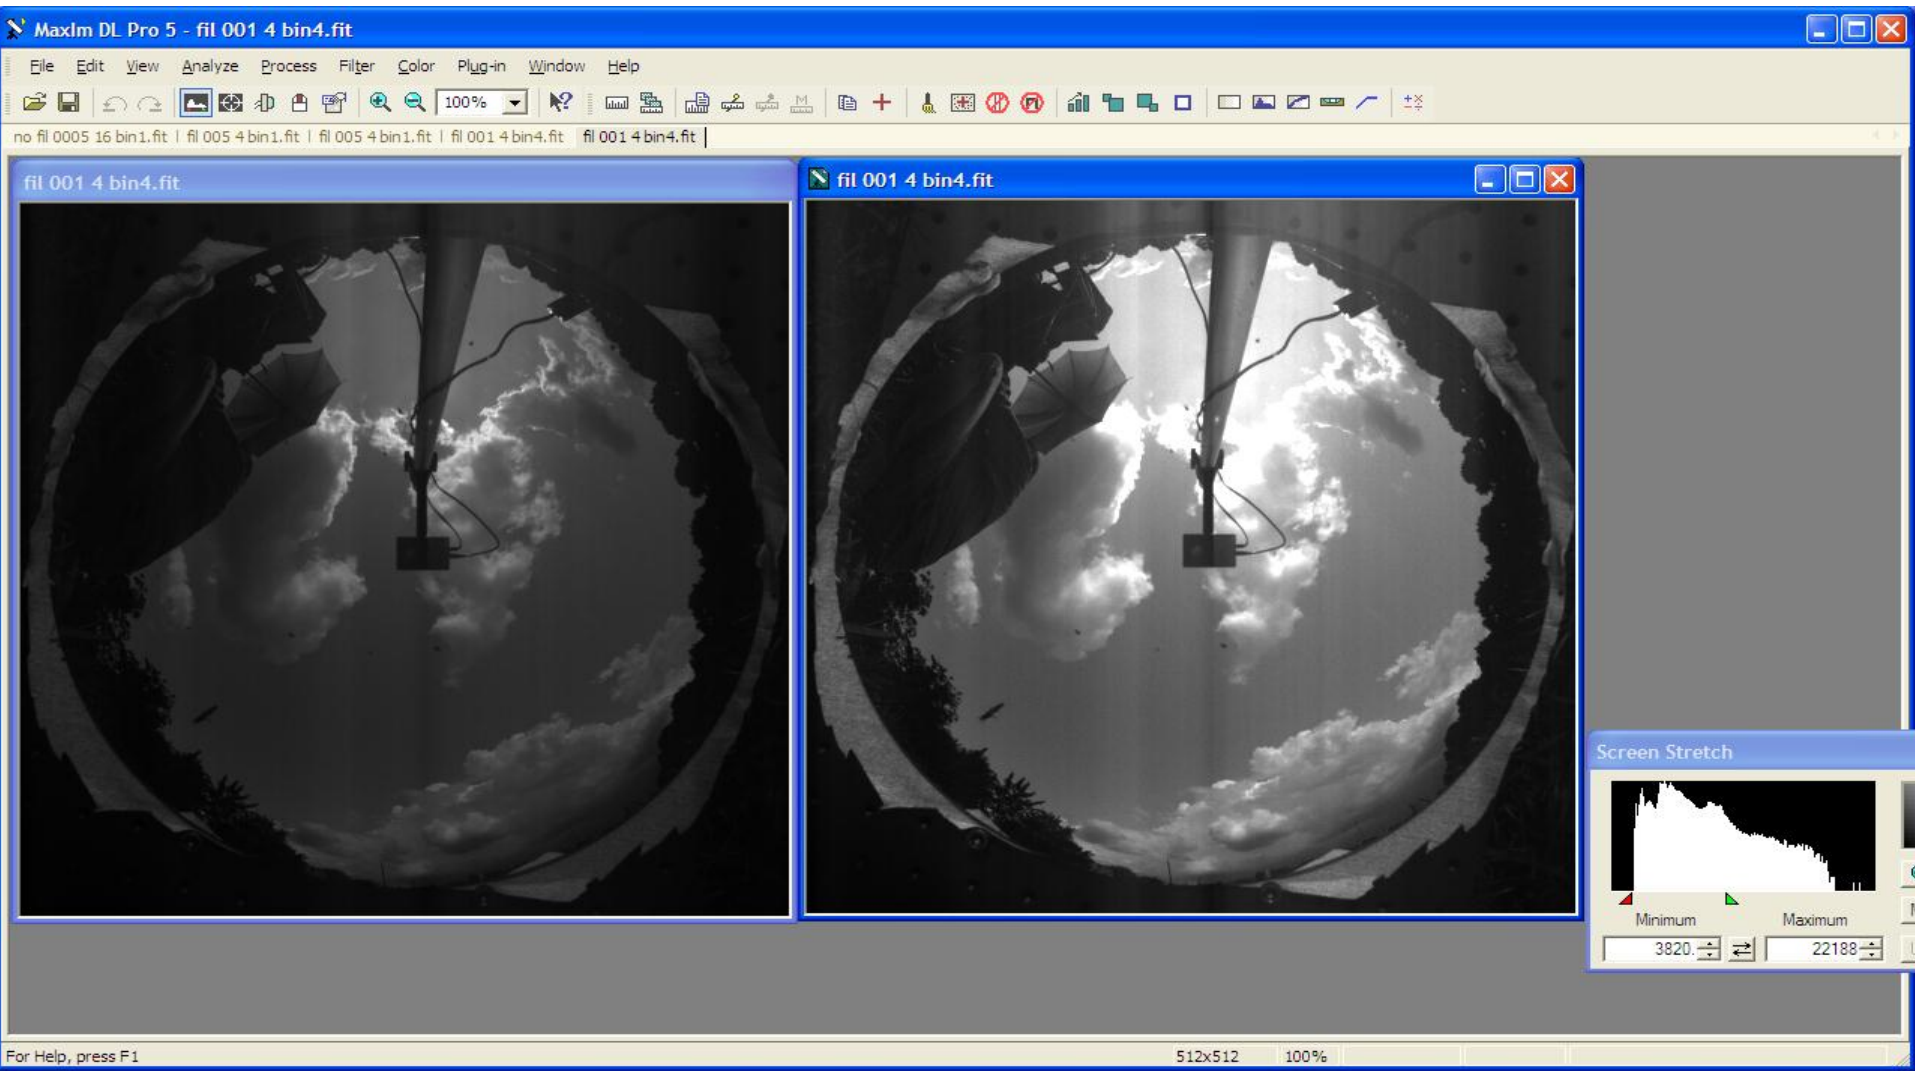 MaxIm DL Pro 5 - fil 001 4 bin4.fit
File Edit View Analyze Process Filter Color Plug-in Window Help
100%
no fil 0005 16 bin1.fit | fil 005 4 bin1.fit | fil 005 4 bin1.fit | fil 001 4 bin4.fit fil 001 4 bin4.fit
fil 001 4 bin4.fit
fil 001 4 bin4.fit
Screen Stretch
Minimum Maximum
3820. 22188
For Help, press F1 512x512 100%